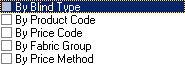 By Blind Type
By Product Code
By Price Code
By Fabric Group
By Price Method